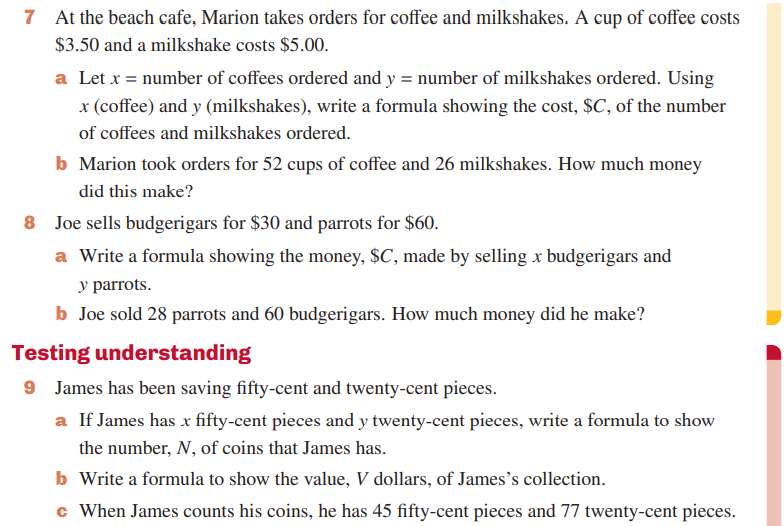 7 At the beach cafe, Marion takes orders for coffee and milkshakes. A cup of coffee costs
$3.50 and a milkshake costs $5.00.
a Let x = number of coffees ordered and y = number of milkshakes ordered. Using
x (coffee) and y (milkshakes), write a formula showing the cost, $C, of the number
of coffees and milkshakes ordered.
b Marion took orders for 52 cups of coffee and 26 milkshakes. How much money
did this make?
8 Joe sells budgerigars for $30 and parrots for $60.
a Write a formula showing the money, $C, made by selling x budgerigars and
y parrots.
b Joe sold 28 parrots and 60 budgerigars. How much money did he make?
Testing understanding
9 James has been saving fifty-cent and twenty-cent pieces.
a If James has x fifty-cent pieces and y twenty-cent pieces, write a formula to show
the number, N, of coins that James has.
b Write a formula to show the value, V dollars, of James’s collection.
c When James counts his coins, he has 45 fifty-cent pieces and 77 twenty-cent pieces.